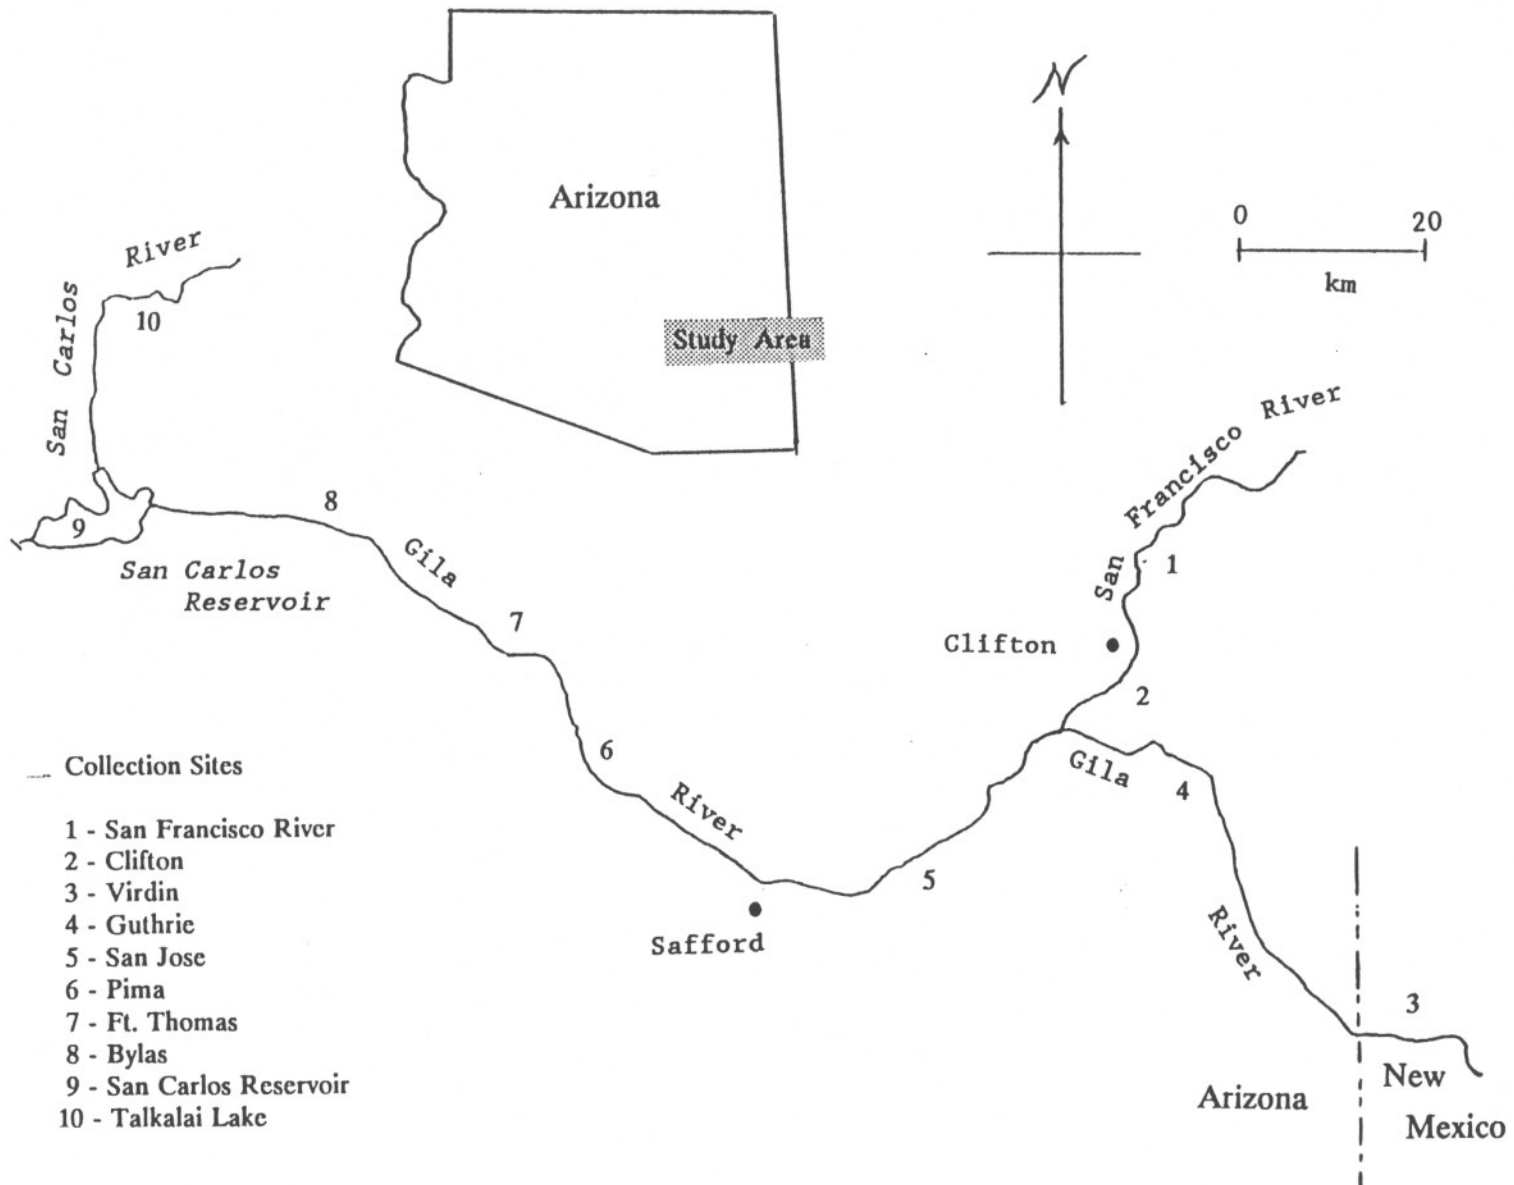 N
Arizona
0 20
km
Study Area
San Carlos River
10
San Francisco River
1
8
9
Gila
San Carlos
Reservoir
7
Clifton
2
6
Gila
4
River
5
Safford
River
3
Arizona
New
Mexico
Collection Sites
1 - San Francisco River
2 - Clifton
3 - Virdin
4 - Guthrie
5 - San Jose
6 - Pima
7 - Ft. Thomas
8 - Bylas
9 - San Carlos Reservoir
10 - Talkalai Lake